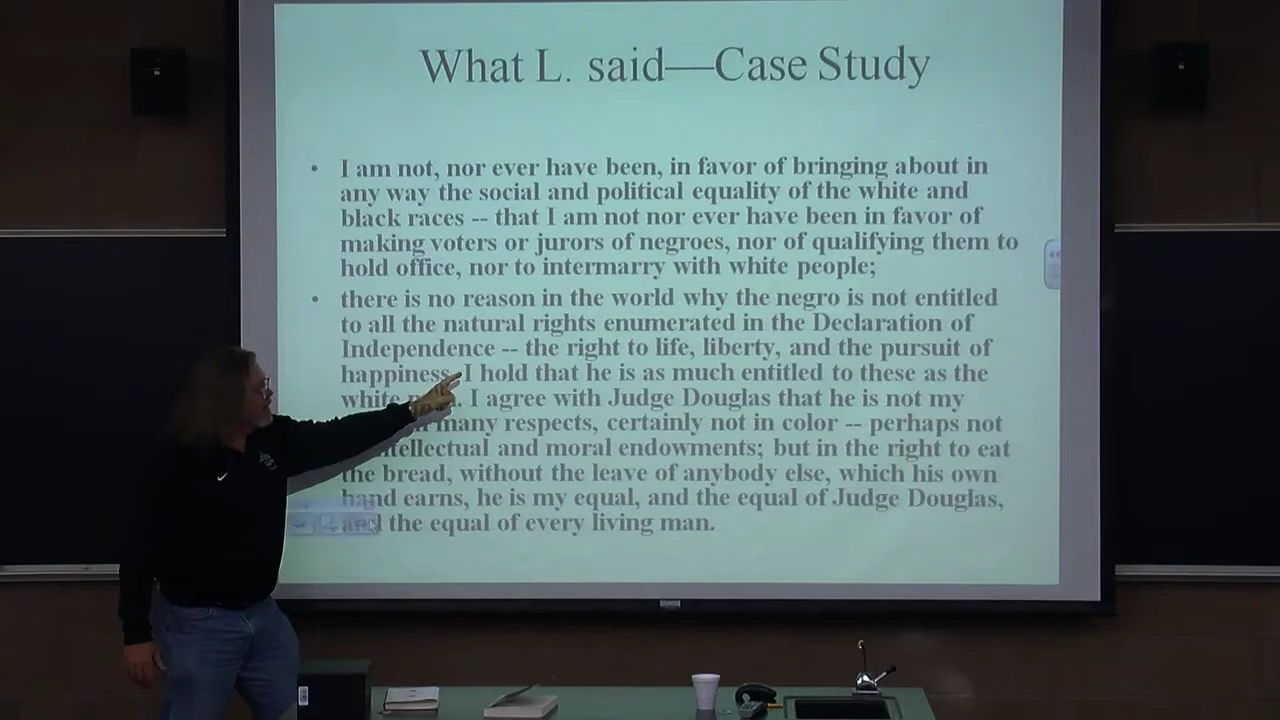 What L. said—Case Study
• I am not, nor ever have been, in favor of bringing about in
any way the social and political equality of the white and
black races -- that I am not nor ever have been in favor of
making voters or jurors of negroes, nor of qualifying them to
hold office, nor to intermarry with white people;
• there is no reason in the world why the negro is not entitled
to all the natural rights enumerated in the Declaration of
Independence -- the right to life, liberty, and the pursuit of
happiness. I hold that he is as much entitled to these as the
white I agree with Judge Douglas that he is not my
many respects, certainly not in color -- perhaps not
intellectual and moral endowments; but in the right to eat
the bread, without the leave of anybody else, which his own
hand earns, he is my equal, and the equal of Judge Douglas,
and the equal of every living man.